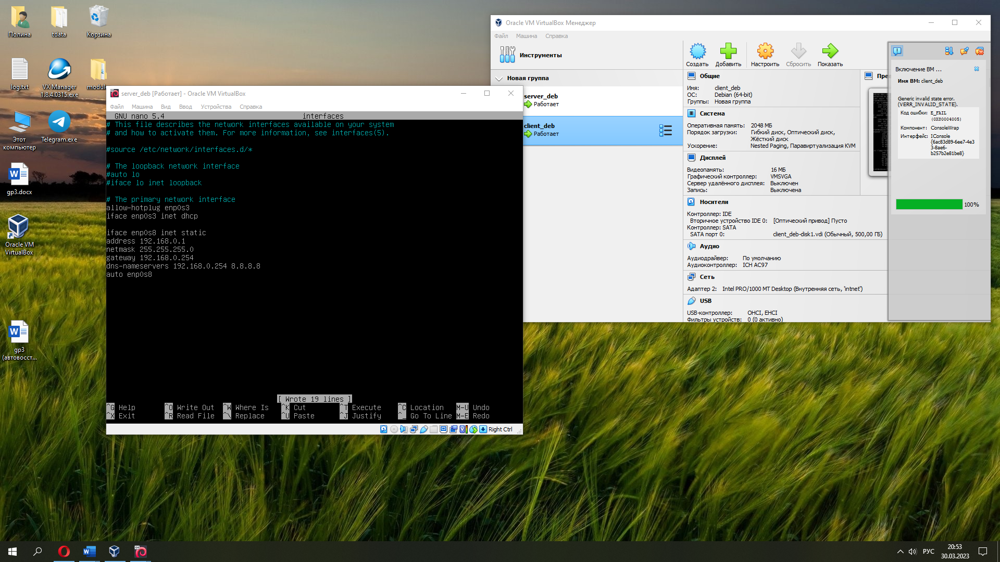 Полина
tdata
Корзина
log.txt
VX Manager
1.8.4.0315.exe
modul
Этот
компьютер
Telegram.exe
gp3.docx
Oracle VM
VirtualBox
gp3
(автовосст...
server_deb [Работает] - Oracle VM VirtualBox
Файл Машина Вид Ввод Устройства Справка
GNU nano 5.4 interfaces
# This file describes the network interfaces available on your system
# and how to activate them. For more information, see interfaces(5).
#source /etc/network/interfaces.d/*
# The loopback network interface
#auto lo
#iface lo inet loopback
# The primary network interface
allow-hotplug enp0s3
iface enp0s3 inet dhcp
iface enp0s8 inet static
address 192.168.0.1
netmask 255.255.255.0
gateway 192.168.0.254
dns-nameservers 192.168.0.254 8.8.8.8
auto enp0s8
[ Wrote 19 lines ]
^G Help ^O Write Out ^W Where Is ^K Cut ^T Execute ^C Location M-U Undo
^X Exit ^R Read File ^\ Replace ^U Paste ^J Justify ^_ Go To Line M-E Redo
Right Ctrl
Oracle VM VirtualBox Менеджер
Файл Машина Справка
Инструменты
Новая группа
server_deb
Работает
client_deb
Работает
Создать Добавить Настроить Сбросить Показать
Общие
Имя: client_deb
ОС: Debian (64-bit)
Группы: Новая группа
Система
Оперативная память: 2048 МБ
Порядок загрузки: Гибкий диск, Оптический диск,
Жёсткий диск
Ускорение: Nested Paging, Паравиртуализация KVM
Дисплей
Видеопамять: 16 МБ
Графический контроллер: VMSVGA
Сервер удалённого дисплея: Выключен
Запись: Выключена
Носители
Контроллер: IDE
Вторичное устройство IDE 0: [Оптический привод] Пусто
Контроллер: SATA
SATA порт 0: client_deb-disk1.vdi (Обычный, 500,00 ГБ)
Аудио
Аудиодрайвер: По умолчанию
Аудиоконтроллер: ICH AC97
Сеть
Адаптер 2: Intel PRO/1000 MT Desktop (Внутренняя сеть, 'intnet')
USB
USB-контроллер: OHCI, EHCI
Фильтры устройств: 0 (0 активно)
Пре
Включение ВМ ...
Имя ВМ: client_deb
Generic invalid state error.
(VERR_INVALID_STATE).
Код ошибки: E_FAIL
(0X80004005)
Компонент: ConsoleWrap
Интерфейс: IConsole
{6ac83d89-6ee7-4e3
3-8ae6-
b257b2e81be8}
100%
РУС
20:53
30.03.2023